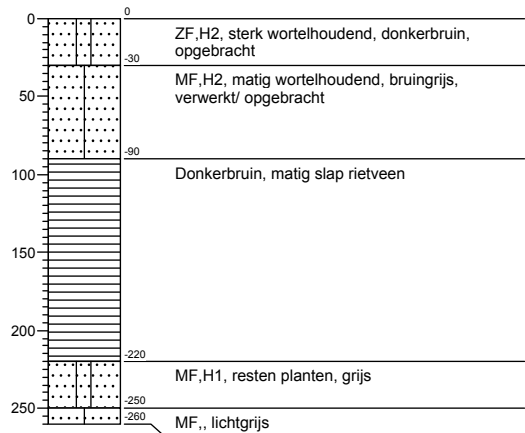 0
0
ZF,H2, sterk wortelhoudend, donkerbruin,
opgebracht
-30
MF,H2, matig wortelhoudend, bruingrijs,
verwerkt/ opgebracht
50
-90
100
Donkerbruin, matig slap rietveen
150
200
-220
MF,H1, resten planten, grijs
-250
250
-260
MF,, lichtgrijs